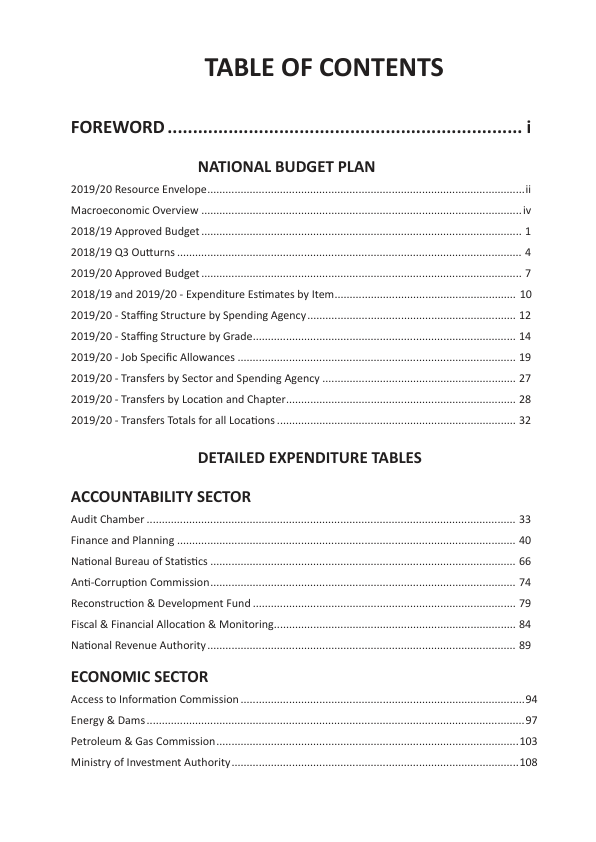 TABLE OF CONTENTS
FOREWORD ...................................................................... i
NATIONAL BUDGET PLAN
2019/20 Resource Envelope.......................................................................................................... ii
Macroeconomic Overview .......................................................................................................... iv
2018/19 Approved Budget .......................................................................................................... 1
2018/19 Q3 Outturns .......................................................................................................... 4
2019/20 Approved Budget .......................................................................................................... 7
2018/19 and 2019/20 - Expenditure Estimates by Item............................................................ 10
2019/20 - Staffing Structure by Spending Agency..................................................................... 12
2019/20 - Staffing Structure by Grade....................................................................................... 14
2019/20 - Job Specific Allowances ............................................................................................ 19
2019/20 - Transfers by Sector and Spending Agency ................................................................ 27
2019/20 - Transfers by Location and Chapter............................................................................ 28
2019/20 - Transfers Totals for all Locations ............................................................................... 32
DETAILED EXPENDITURE TABLES
ACCOUNTABILITY SECTOR
Audit Chamber .......................................................................................................... 33
Finance and Planning .......................................................................................................... 40
National Bureau of Statistics ..................................................................................................... 66
Anti-Corruption Commission..................................................................................................... 74
Reconstruction & Development Fund ....................................................................................... 79
Fiscal & Financial Allocation & Monitoring................................................................................ 84
National Revenue Authority ...................................................................................................... 89
ECONOMIC SECTOR
Access to Information Commission ..............................................................................................94
Energy & Dams............................................................................................................................97
Petroleum & Gas Commission....................................................................................................103
Ministry of Investment Authority...............................................................................................108